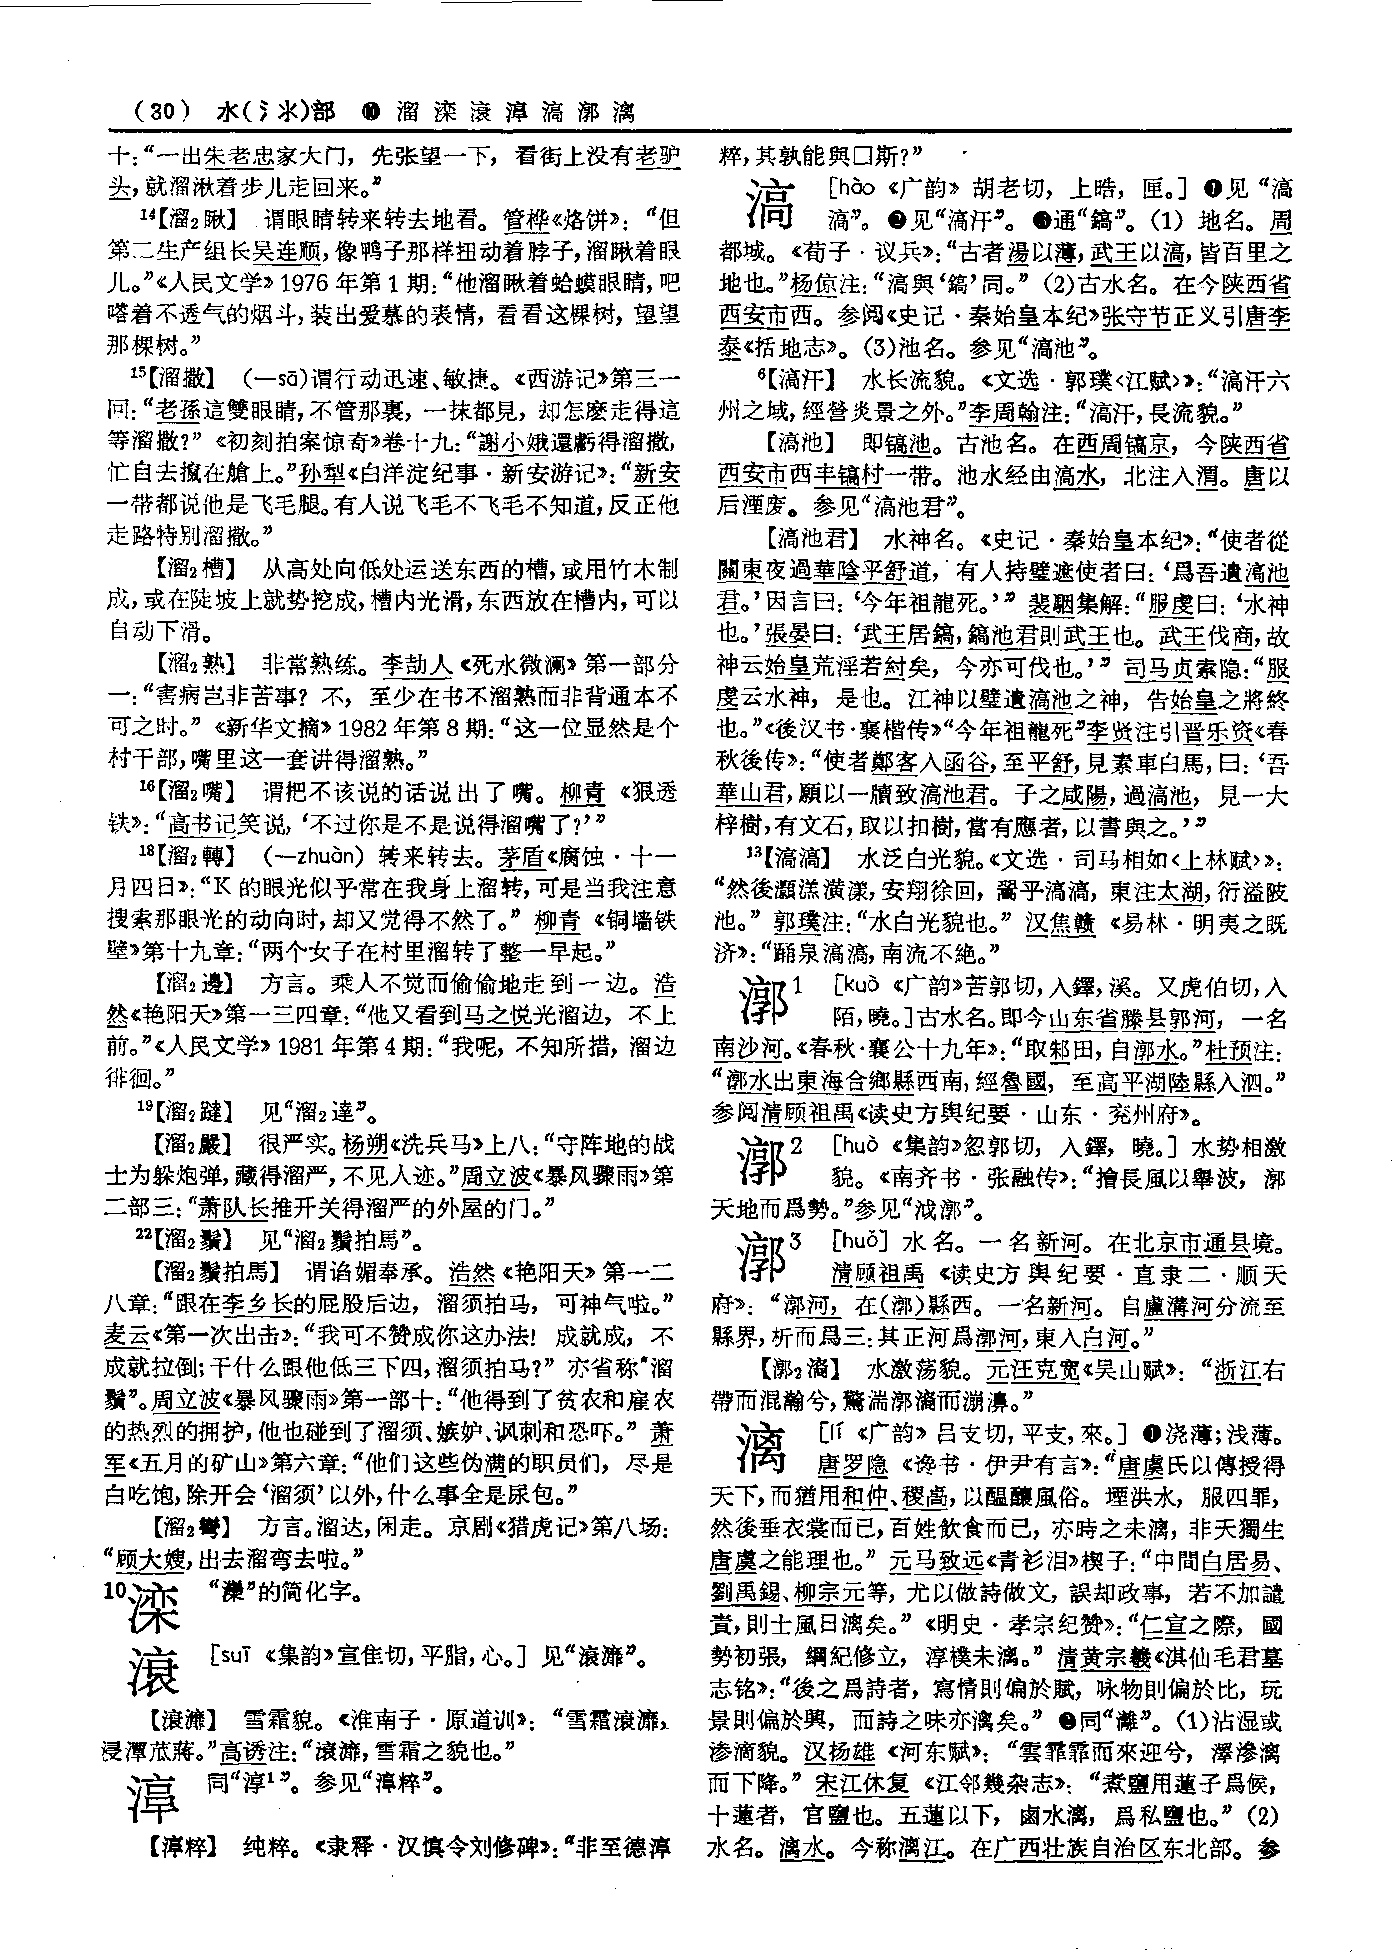 (30) 水(氵氺)部 ❿ 溜 滦 滖 漳 滈 漷 漓
十:“一出朱老忠家大门, 先张望一下, 看街上没有老驴
头,就溜湫着步儿走回来。”
14【溜2瞅】 谓眼睛转来转去地看。管桦《烙饼》: “但
第二生产组长吴连顺,像鸭子那样扭动着脖子,溜瞅着眼
儿。”《人民文学》1976年第1期:“他溜瞅着蛤蟆眼睛,吧
嗒着不透气的烟斗,装出爱慕的表情, 看看这棵树, 望望
那棵树。”
15【溜撒】 (—sā)谓行动迅速、敏捷。《西游记》第三一
回:“老孫這雙眼睛,不管那裏, 一抹都見, 却怎麽走得這
等溜撒?” 《初刻拍案惊奇》卷十九:“謝小娥還虧得溜撒,
忙自去攛在艙上。”孙犁《白洋淀纪事·新安游记》:“新安
一带都说他是飞毛腿。有人说飞毛不飞毛不知道,反正他
走路特别溜撒。”
【溜2槽】 从高处向低处运送东西的槽,或用竹木制
成,或在陡坡上就势挖成,槽内光滑,东西放在槽内,可以
自动下滑。
【溜2熟】 非常熟练。李劼人《死水微澜》第一部分
一:“害病岂非苦事? 不, 至少在书不溜熟而非背通本不
可之时。” 《新华文摘》1982年第8期:“这一位显然是个
村干部,嘴里这一套讲得溜熟。”
16【溜2嘴】 谓把不该说的话说出了嘴。柳青《狠透
铁》:“高书记笑说,‘不过你是不是说得溜嘴了?’”
18【溜2轉】 (—zhuàn) 转来转去。茅盾《腐蚀·十一
月四日》:“K的眼光似乎常在我身上溜转,可是当我注意
搜索那眼光的动向时,却又觉得不然了。” 柳青《铜墙铁
壁》第十九章:“两个女子在村里溜转了整一早起。”
【溜2邊】 方言。乘人不觉而偷偷地走到一边。浩
然《艳阳天》第一三四章:“他又看到马之悦光溜边, 不上
前。”《人民文学》1981年第4期:“我呢, 不知所措, 溜边
徘徊。”
19【溜2躂】 见“溜2達”。
【溜2嚴】 很严实。杨朔《洗兵马》上八:“守阵地的战
士为躲炮弹,藏得溜严,不见人迹。”周立波《暴风骤雨》第
二部三:“萧队长推开关得溜严的外屋的门。”
22【溜2鬚】 见“溜2鬚拍馬”。
【溜2鬚拍馬】 谓谄媚奉承。浩然《艳阳天》第一二
八章:“跟在李乡长的屁股后边, 溜须拍马, 可神气啦。”
麦云《第一次出击》:“我可不赞成你这办法! 成就成, 不
成就拉倒;干什么跟他低三下四,溜须拍马?” 亦省称“溜
鬚”。周立波《暴风骤雨》第一部十:“他得到了贫农和雇农
的热烈的拥护,他也碰到了溜须、嫉妒、讽刺和恐吓。” 萧
军《五月的矿山》第六章:“他们这些伪满的职员们, 尽是
白吃饱,除开会‘溜须’以外,什么事全是尿包。”
【溜2彎】 方言。溜达,闲走。京剧《猎虎记》第八场:
“顾大嫂,出去溜弯去啦。”
10滦 “灤”的简化字。
滖 [suī 《集韵》宣隹切,平脂,心。] 见“滖滼”。
【滖滼】 雪霜貌。《淮南子·原道训》: “雪霜滖滼,
浸潭苽蔣。”高诱注:“滖滼,雪霜之貌也。”
漳 同“淳1”。参见“漳粹”。
【漳粹】 纯粹。《隶释·汉慎令刘修碑》:“非至德漳
粹,其孰能與□斯?”
滈 [hào 《广韵》胡老切, 上晧, 匣。] ❶见“滈
滈”。❷见“滈汗”。❸通“鎬”。(1) 地名。周
都城。《荀子·议兵》:“古者湯以薄,武王以滈,皆百里之
地也。”杨倞注:“滈與‘鎬’同。” (2)古水名。在今陕西省
西安市西。参阅《史记·秦始皇本纪》张守节正义引唐李
泰《括地志》。(3)池名。参见“滈池”。
6【滈汗】 水长流貌。《文选·郭璞<江赋>》:“滈汗六
州之域,經營炎景之外。”李周翰注:“滈汗,長流貌。”
【滈池】 即镐池。古池名。在西周镐京, 今陕西省
西安市西丰镐村一带。池水经由滈水, 北注入渭。唐以
后湮废。参见“滈池君”。
【滈池君】 水神名。《史记·秦始皇本纪》:“使者從
關東夜過華陰平舒道, 有人持璧遮使者曰:‘爲吾遺滈池
君。’因言曰:‘今年祖龍死。’” 裴駰集解:“服虔曰:‘水神
也。’張晏曰:‘武王居鎬,鎬池君則武王也。武王伐商,故
神云始皇荒淫若紂矣, 今亦可伐也。’” 司马贞索隐:“服
虔云水神, 是也。江神以璧遺滈池之神, 告始皇之將終
也。”《後汉书·襄楷传》“今年祖龍死”李贤注引晋乐资《春
秋後传》:“使者鄭客入函谷,至平舒,見素車白馬,曰:‘吾
華山君,願以一牘致滈池君。子之咸陽,過滈池, 見一大
梓樹,有文石,取以扣樹,當有應者,以書與之。’”
13【滈滈】 水泛白光貌。《文选·司马相如<上林赋>》:
“然後灝溔潢漾,安翔徐回, 翯乎滈滈, 東注太湖,衍溢陂
池。” 郭璞注:“水白光貌也。” 汉焦赣《易林·明夷之既
济》:“踊泉滈滈,南流不絶。”
漷1 [kuò 《广韵》苦郭切,入鐸,溪。又虎伯切,入
陌,曉。]古水名。即今山东省滕县郭河, 一名
南沙河。《春秋·襄公十九年》:“取邾田,自漷水。”杜预注:
“漷水出東海合鄉縣西南,經魯國, 至高平湖陸縣入泗。”
参阅清顾祖禹《读史方舆纪要·山东·兖州府》。
漷2 [huò 《集韵》忽郭切, 入鐸, 曉。] 水势相激
貌。《南齐书·张融传》:“搶長風以舉波, 漷
天地而爲勢。”参见“㳚漷”。
漷3 [huǒ] 水名。一名新河。在北京市通县境。
清顾祖禹《读史方舆纪要·直隶二·顺天
府》: “漷河, 在(漷)縣西。一名新河。自盧溝河分流至
縣界,析而爲三:其正河爲漷河,東入白河。”
【漷2漓】 水激荡貌。元汪克宽《吴山赋》: “浙江右
帶而混瀚兮,驚湍漷漓而漰濞。”
漓 [lí 《广韵》吕支切,平支,來。] ❶浇薄;浅薄。
唐罗隐《谗书·伊尹有言》:“唐虞氏以傳授得
天下,而猶用和仲、稷卨,以醞釀風俗。堙洪水, 服四罪,
然後垂衣裳而已,百姓飲食而已, 亦時之未漓, 非天獨生
唐虞之能理也。” 元马致远《青衫泪》楔子:“中間白居易、
劉禹錫、柳宗元等, 尤以做詩做文, 誤却政事, 若不加譴
責,則士風日漓矣。” 《明史·孝宗纪赞》:“仁宣之際, 國
勢初張, 綱紀修立, 淳樸未漓。” 清黄宗羲《淇仙毛君墓
志铭》:“後之爲詩者, 寫情則偏於賦, 咏物則偏於比, 玩
景則偏於興, 而詩之味亦漓矣。” ❷同“灕”。(1)沾湿或
渗滴貌。汉扬雄《河东赋》: “雲霏霏而來迎兮, 澤滲漓
而下降。” 宋江休复《江邻幾杂志》: “煮鹽用蓮子爲候,
十蓮者, 官鹽也。五蓮以下, 鹵水漓, 爲私鹽也。” (2)
水名。漓水。今称漓江。在广西壮族自治区东北部。参